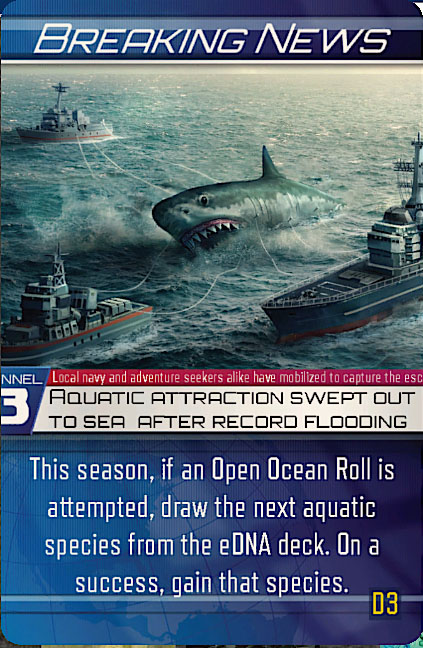 Breaking News
NNEL
3
Local navy and adventure seekers alike have mobilized to capture the esc
Aquatic attraction swept out
to sea after record flooding
This season, if an Open Ocean Roll is
attempted, draw the next aquatic
species from the eDNA deck. On a
success, gain that species.
D3